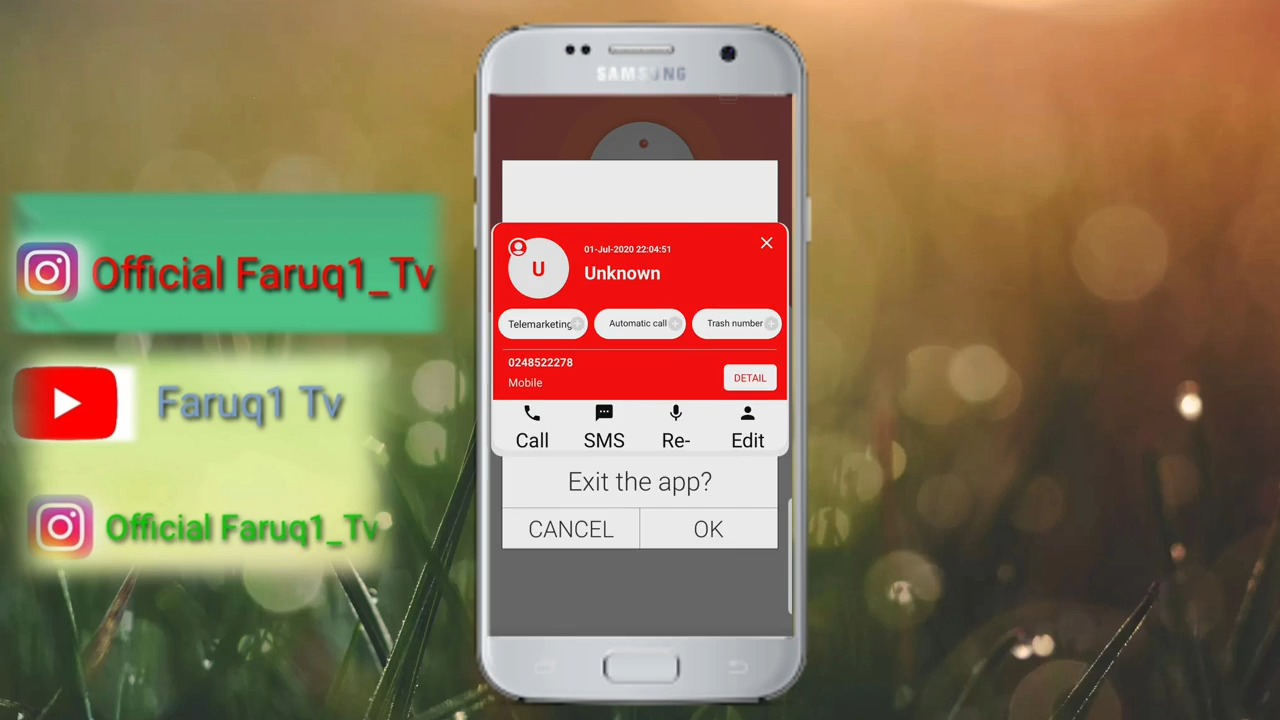 Official Faruq1_Tv
Faruq1 Tv
Official Faruq1_Tv
SAMSUNG
01-Jul-2020 22:04:51
U
Unknown
Telemarketing
Automatic call
Trash number
0248522278
Mobile
DETAIL
Call
SMS
Re-
Edit
Exit the app?
CANCEL
OK